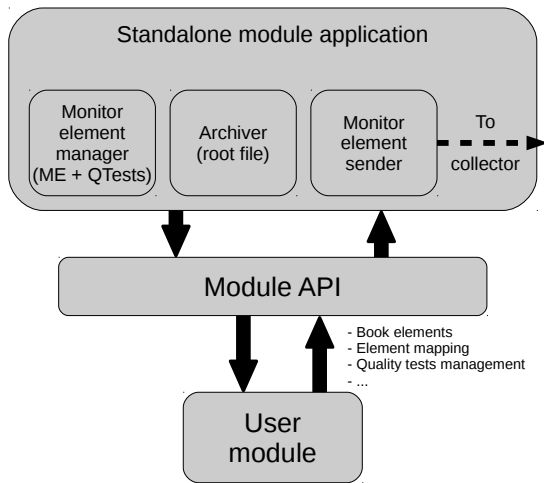 Standalone module application
Monitor
element
manager
(ME + QTests)
Archiver
(root file)
Monitor
element
sender
To
collector
Module API
- Book elements
- Element mapping
- Quality tests management
- ...
User
module